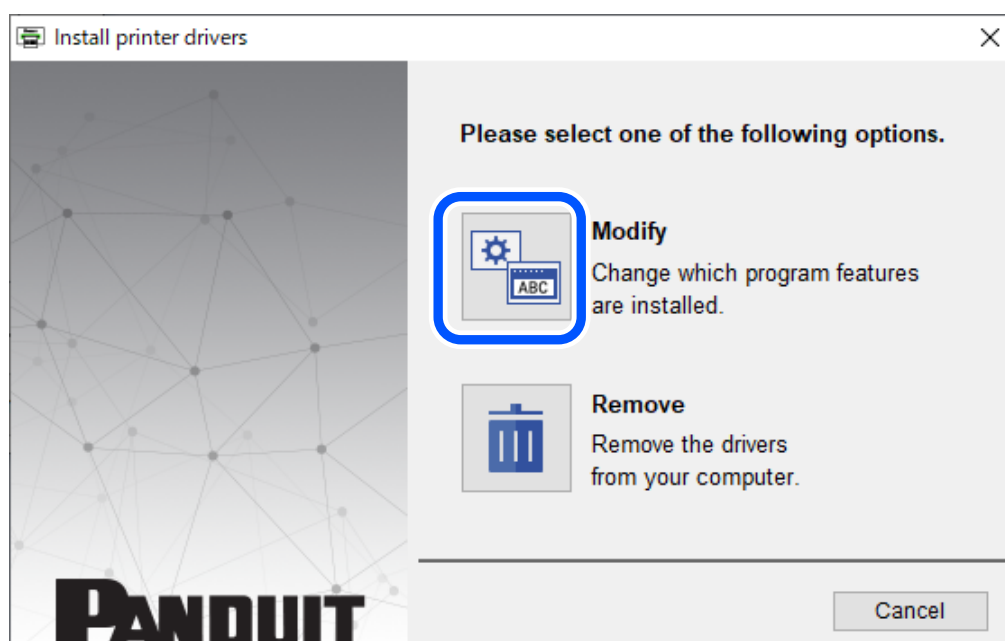 Install printer drivers
Please select one of the following options.
Modify
Change which program features
are installed.
ABC
Remove
Remove the drivers
from your computer.
PANDUIT
Cancel